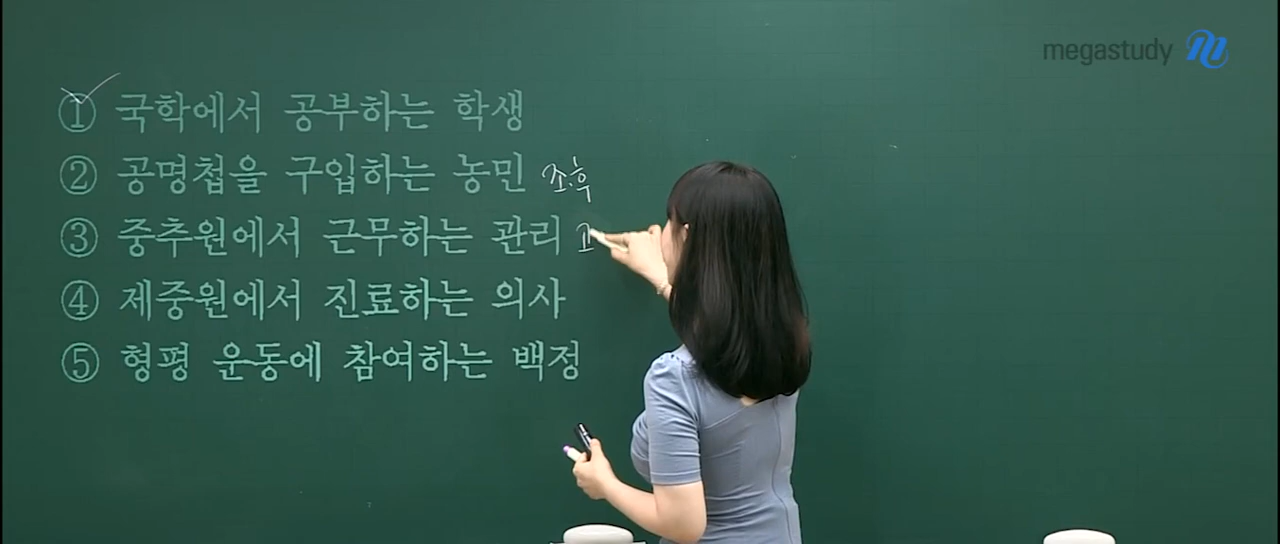 megastudy
① 국학에서 공부하는 학생
② 공명첩을 구입하는 농민 조.후
③ 중추원에서 근무하는 관리 고
④ 제중원에서 진료하는 의사
⑤ 형평 운동에 참여하는 백정